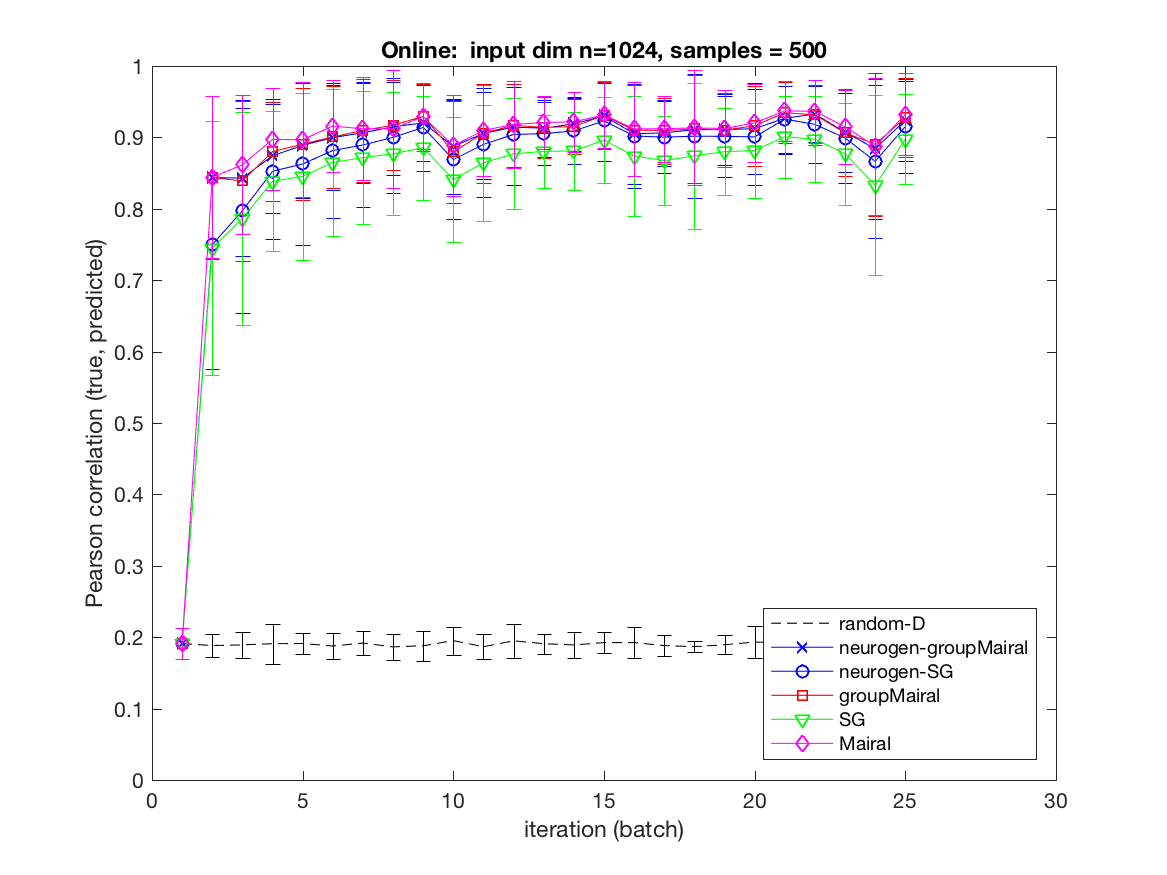 Online:  input dim n=1024, samples = 500
Pearson correlation (true, predicted)
1
0.9
0.8
0.7
0.6
0.5
0.4
0.3
0.2
0.1
0
0 5 10 15 20 25 30
iteration (batch)
random-D
neurogen-groupMairal
neurogen-SG
groupMairal
SG
Mairal